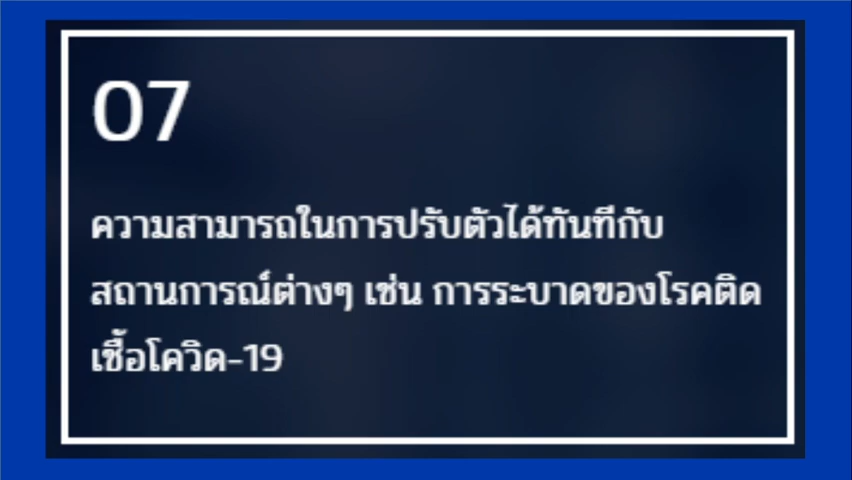 07
ความสามารถในการปรับตัวได้ทันทีกับ
สถานการณ์ต่างๆ เช่น การระบาดของโรคติด
เชื้อโควิด-19